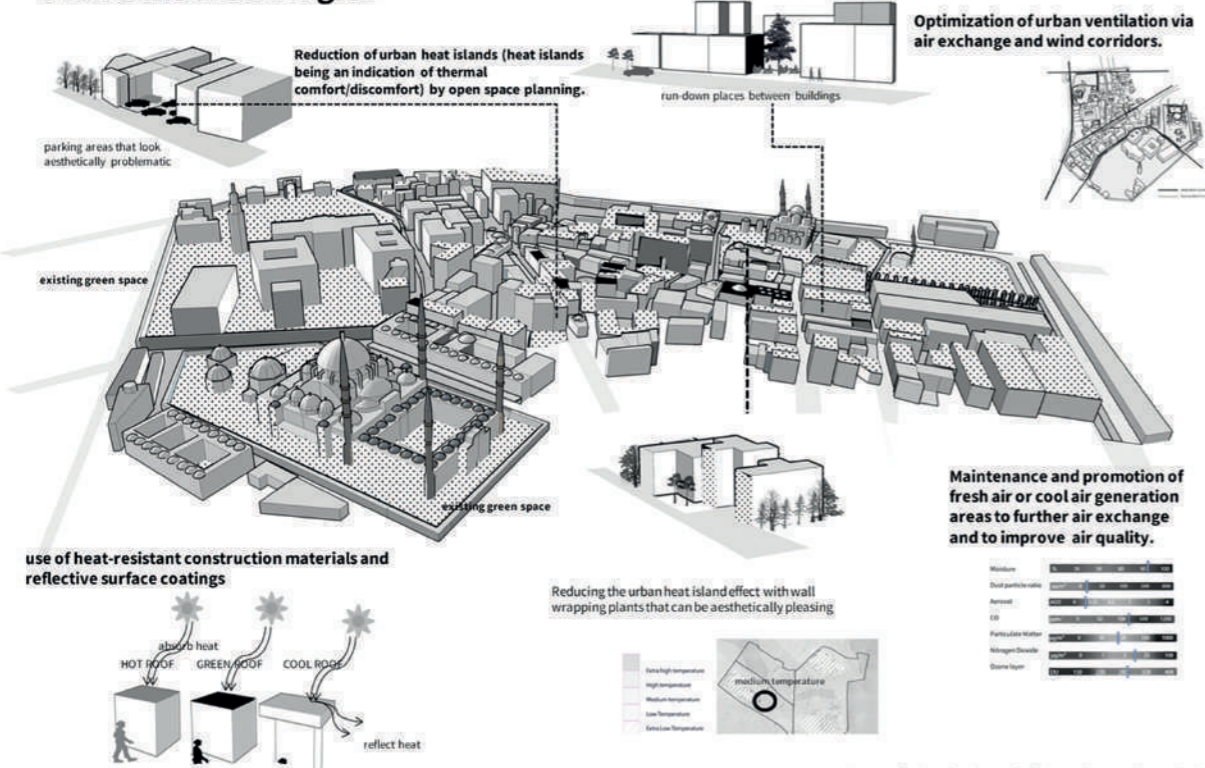 Reduction of urban heat islands (heat islands
being an indication of thermal
comfort/discomfort) by open space planning.
parking areas that look
aesthetically problematic
run-down places between buildings
Optimization of urban ventilation via
air exchange and wind corridors.
existing green space
existing green space
use of heat-resistant construction materials and
reflective surface coatings
absorb heat
HOT ROOF GREEN ROOF COOL ROOF
reflect heat
Reducing the urban heat island effect with wall
wrapping plants that can be aesthetically pleasing
Extra high temperature
High temperature
Medium temperature
Low Temperature
Extra Low Temperature
medium temperature
Maintenance and promotion of
fresh air or cool air generation
areas to further air exchange
and to improve air quality.
Moisture
Dust particle ratio
Aerosol
CO
Particulate Matter
Nitrogen Dioxide
Ozone layer